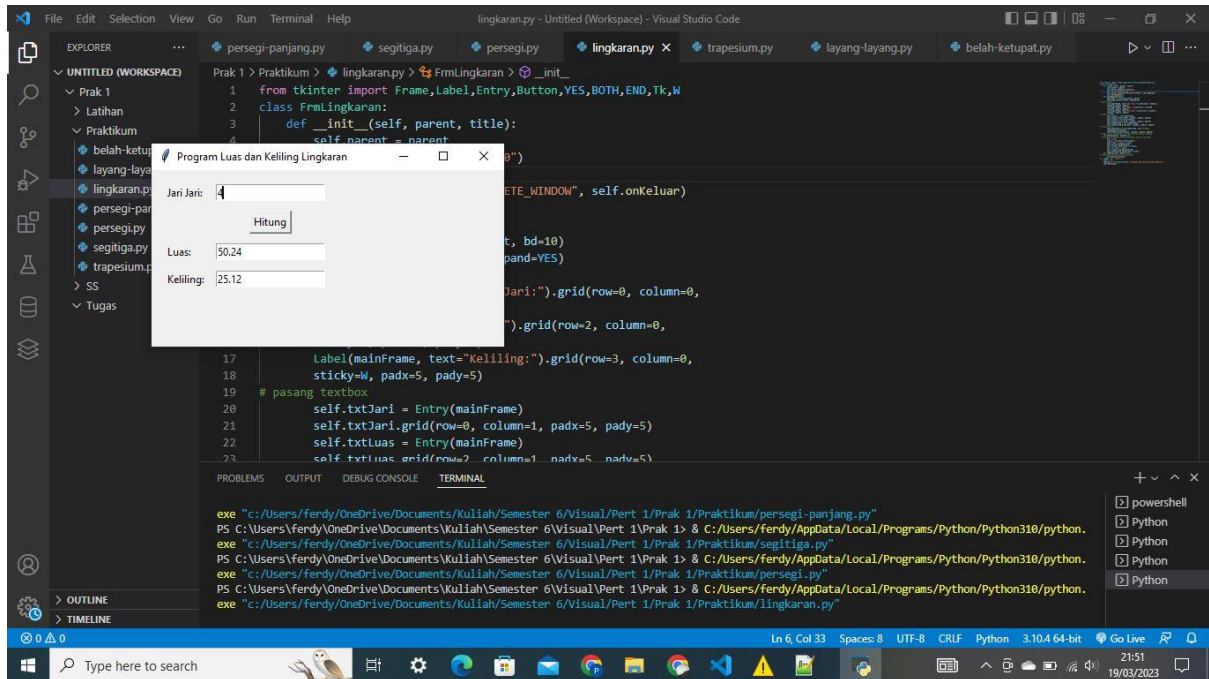 File Edit Selection View Go Run Terminal Help lingkaran.py - Untitled (Workspace) - Visual Studio Code
EXPLORER ...
persegi-panjang.py segitiga.py persegi.py lingkaran.py trapesium.py layang-layang.py belah-ketupat.py
UNTITLED (WORKSPACE)
Prak 1
Latihan
Praktikum
belah-ketup
layang-laya
lingkaran.p
persegi-par
persegi.py
segitiga.py
trapesium.p
SS
Tugas
OUTLINE
TIMELINE
Prak 1 > Praktikum > lingkaran.py > FrmLingkaran > __init__
1 from tkinter import Frame,Label,Entry,Button,YES,BOTH,END,Tk,W
2 class FrmLingkaran:
3 def __init__(self, parent, title):
4 self.parent = parent
0")
ETE_WINDOW", self.onKeluar)
t, bd=10)
pand=YES)
Jari:").grid(row=0, column=0,
").grid(row=2, column=0,
17 Label(mainFrame, text="Keliling:").grid(row=3, column=0,
18 sticky=W, padx=5, pady=5)
19 # pasang textbox
20 self.txtJari = Entry(mainFrame)
21 self.txtJari.grid(row=0, column=1, padx=5, pady=5)
22 self.txtLuas = Entry(mainFrame)
23 self.txtLuas.grid(row=2, column=1, padx=5, pady=5)
Program Luas dan Keliling Lingkaran
Jari Jari: 4
Hitung
Luas: 50.24
Keliling: 25.12
PROBLEMS OUTPUT DEBUG CONSOLE TERMINAL
exe "c:/Users/ferdy/OneDrive/Documents/Kuliah/Semester 6/Visual/Pert 1/Prak 1/Praktikum/persegi-panjang.py"
PS C:\Users\ferdy\OneDrive\Documents\Kuliah\Semester 6\Visual\Pert 1\Prak 1> & C:/Users/ferdy/AppData/Local/Programs/Python/Python310/python.
exe "c:/Users/ferdy/OneDrive/Documents/Kuliah/Semester 6/Visual/Pert 1/Prak 1/Praktikum/segitiga.py"
PS C:\Users\ferdy\OneDrive\Documents\Kuliah\Semester 6\Visual\Pert 1\Prak 1> & C:/Users/ferdy/AppData/Local/Programs/Python/Python310/python.
exe "c:/Users/ferdy/OneDrive/Documents/Kuliah/Semester 6/Visual/Pert 1/Prak 1/Praktikum/persegi.py"
PS C:\Users\ferdy\OneDrive\Documents\Kuliah\Semester 6\Visual\Pert 1\Prak 1> & C:/Users/ferdy/AppData/Local/Programs/Python/Python310/python.
exe "c:/Users/ferdy/OneDrive/Documents/Kuliah/Semester 6/Visual/Pert 1/Prak 1/Praktikum/lingkaran.py"
powershell
Python
Python
Python
Python
0 0 Ln 6, Col 33 Spaces: 8 UTF-8 CRLF Python 3.10.4 64-bit Go Live
Type here to search
21:51
19/03/2023